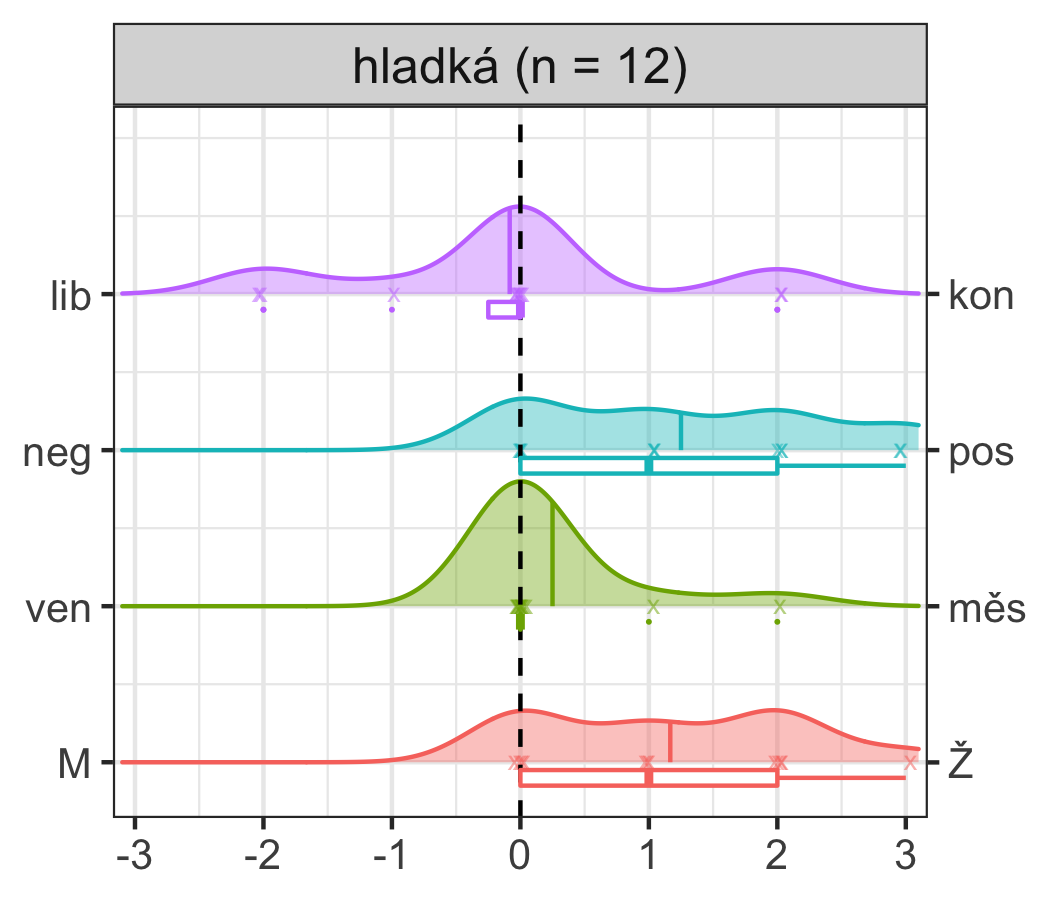 hladká (n = 12)
lib kon
neg pos
ven měs
M Ž
-3 -2 -1 0 1 2 3